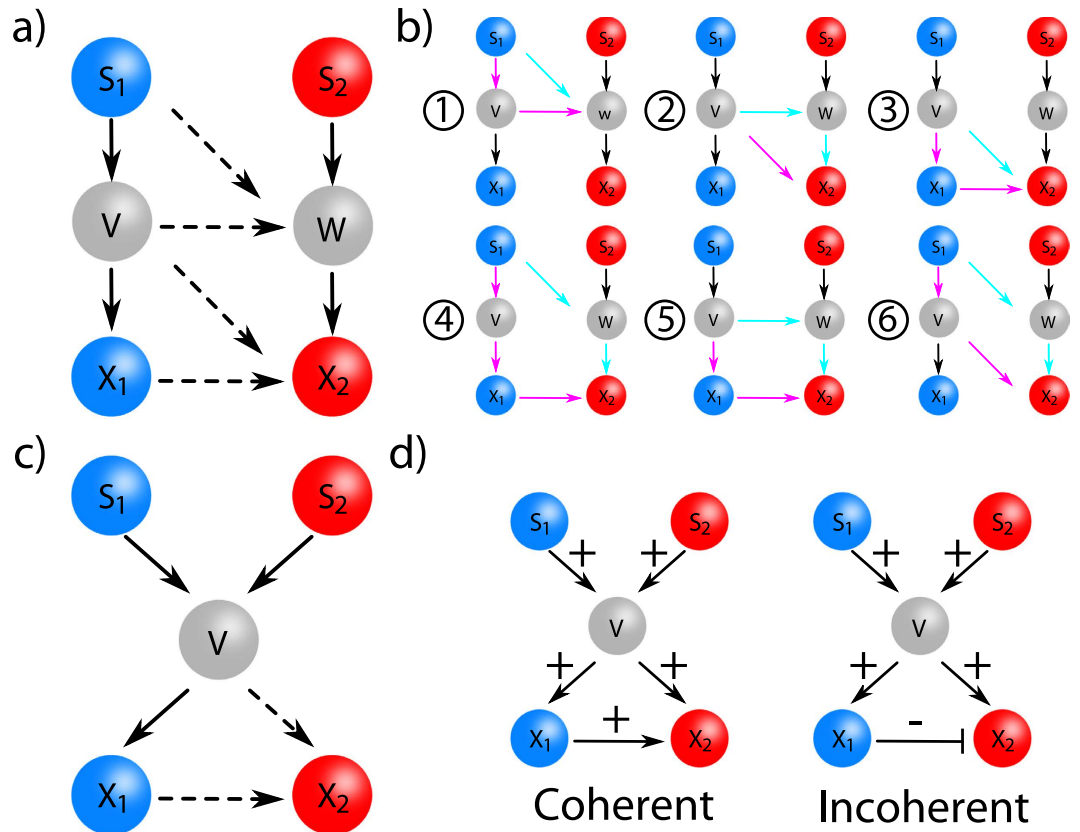 a)
S₁ S₂
V W
X₁ X₂
b)
S₁ S₂ S₁ S₂ S₁ S₂
① V w ② V W ③ V W
X₁ X₂ X₁ X₂ X₁ X₂
S₁ S₂ S₁ S₂ S₁ S₂
④ V W ⑤ V W ⑥ V W
X₁ X₂ X₁ X₂ X₁ X₂
c)
S₁ S₂
V
X₁ X₂
d)
S₁ S₂ S₁ S₂
+ + + +
V V
+ + + +
X₁ + X₂ X₁ - X₂
Coherent Incoherent